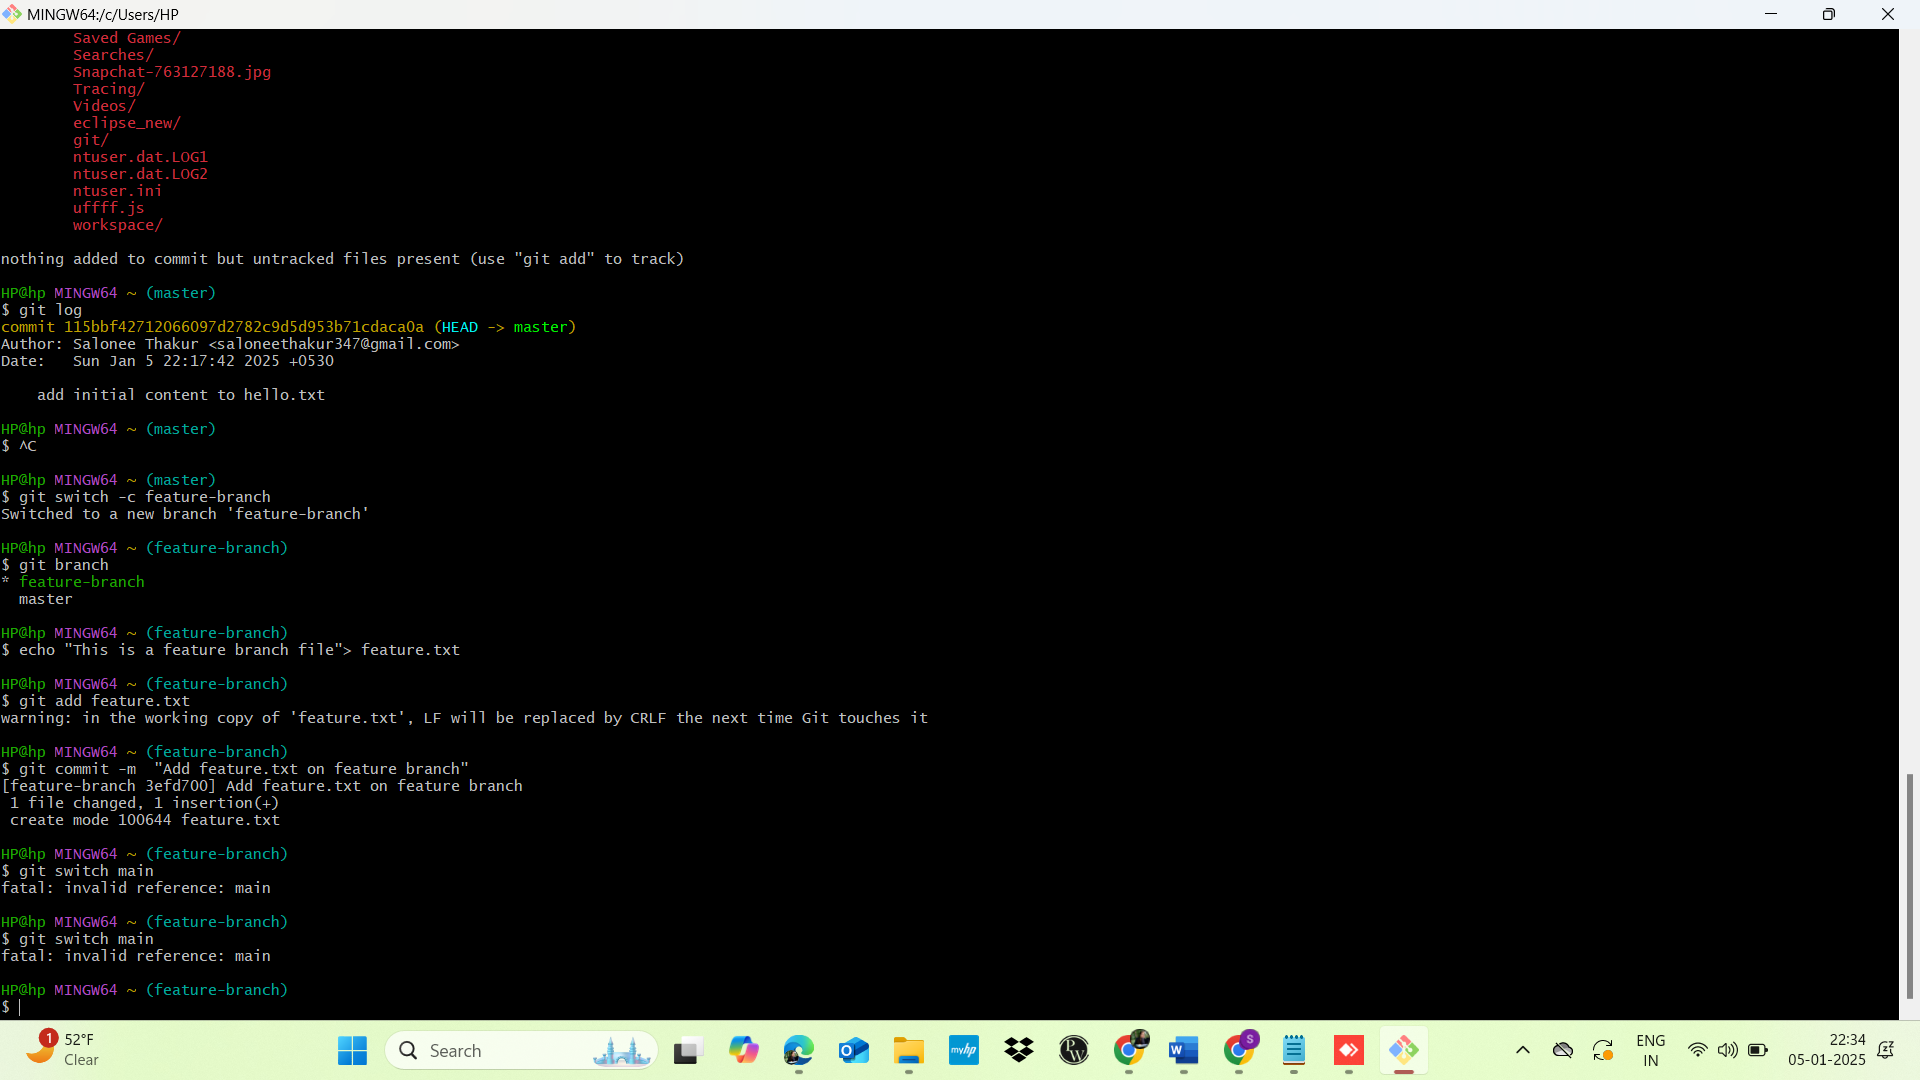 MINGW64:/c/Users/HP
Saved Games/
Searches/
Snapchat-763127188.jpg
Tracing/
Videos/
eclipse_new/
git/
ntuser.dat.LOG1
ntuser.dat.LOG2
ntuser.ini
uffff.js
workspace/
nothing added to commit but untracked files present (use "git add" to track)
HP@hp MINGW64 ~ (master)
$ git log
commit 115bbf42712066097d2782c9d5d953b71cdaca0a (HEAD -> master)
Author: Salonee Thakur <saloneethakur347@gmail.com>
Date:   Sun Jan 5 22:17:42 2025 +0530
add initial content to hello.txt
HP@hp MINGW64 ~ (master)
$ ^C
HP@hp MINGW64 ~ (master)
$ git switch -c feature-branch
Switched to a new branch 'feature-branch'
HP@hp MINGW64 ~ (feature-branch)
$ git branch
* feature-branch
master
HP@hp MINGW64 ~ (feature-branch)
$ echo "This is a feature branch file"> feature.txt
HP@hp MINGW64 ~ (feature-branch)
$ git add feature.txt
warning: in the working copy of 'feature.txt', LF will be replaced by CRLF the next time Git touches it
HP@hp MINGW64 ~ (feature-branch)
$ git commit -m  "Add feature.txt on feature branch"
[feature-branch 3efd700] Add feature.txt on feature branch
1 file changed, 1 insertion(+)
create mode 100644 feature.txt
HP@hp MINGW64 ~ (feature-branch)
$ git switch main
fatal: invalid reference: main
HP@hp MINGW64 ~ (feature-branch)
$ git switch main
fatal: invalid reference: main
HP@hp MINGW64 ~ (feature-branch)
$
1
52°F
Clear
Search
myhp
PW
W
S
ENG
IN
22:34
05-01-2025